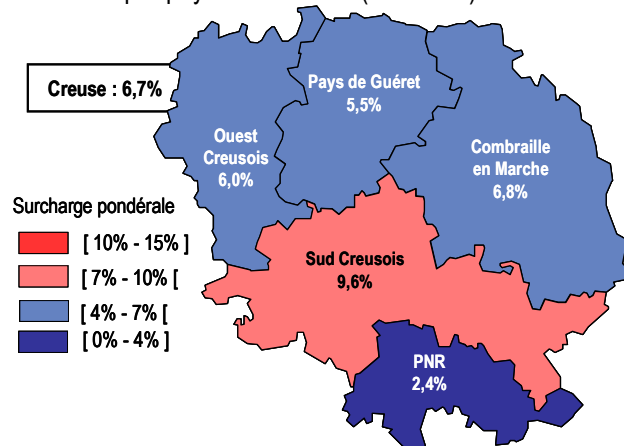 Creuse : 6,7%
Pays de Guéret
5,5%
Ouest
Creusois
6,0%
Combraille
en Marche
6,8%
Surcharge pondérale
[ 10% - 15% ]
[ 7% - 10% [
[ 4% - 7% [
[ 0% - 4% ]
Sud Creusois
9,6%
PNR
2,4%